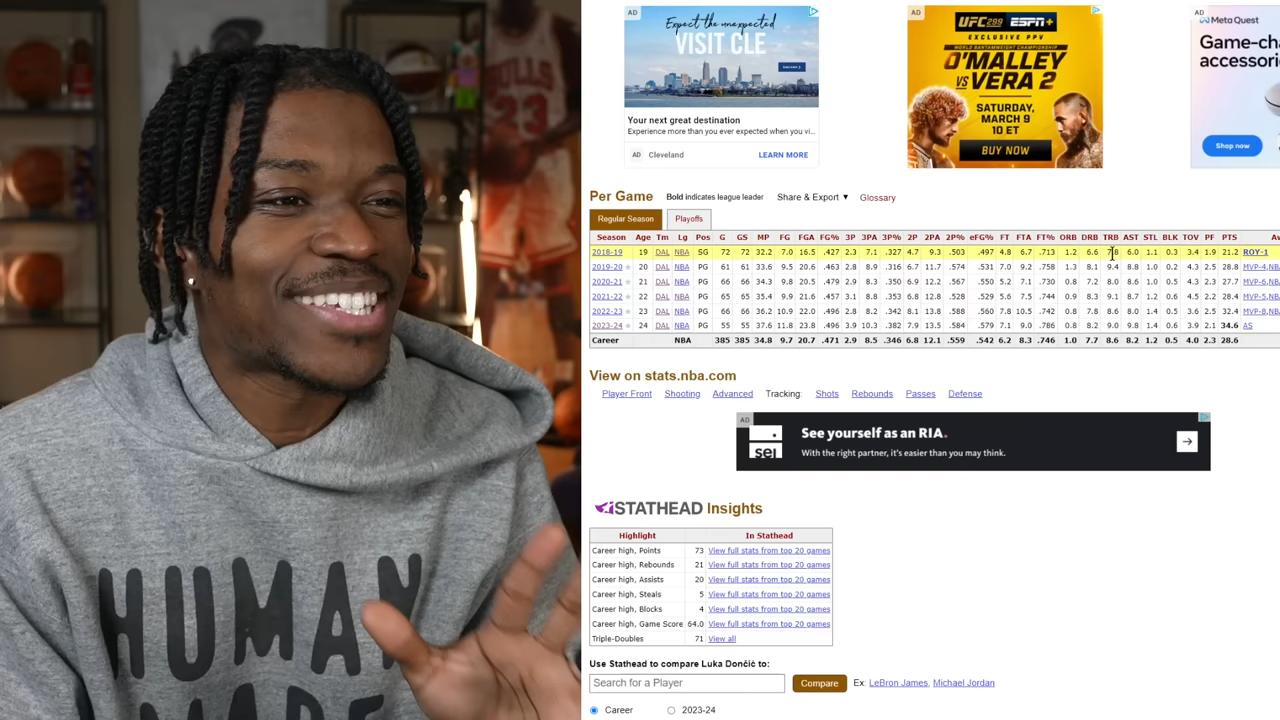 HUMAN
MADE
AD
Expect the unexpected
VISIT CLE
Your next great destination
Experience more than you ever expected when you vi...
AD Cleveland LEARN MORE
AD
UFC299 ESPN+
EXCLUSIVE PPV
WORLD BANTAMWEIGHT CHAMPIONSHIP
O'MALLEY
VS VERA 2
SATURDAY,
MARCH 9
10 ET
BUY NOW
AD
Meta Quest
Game-cha
accessorie
Shop now
Per Game Bold indicates league leader Share & Export ▼ Glossary
Regular Season Playoffs
Season Age Tm Lg Pos G GS MP FG FGA FG% 3P 3PA 3P% 2P 2PA 2P% eFG% FT FTA FT% ORB DRB TRB AST STL BLK TOV PF PTS Aw
2018-19 19 DAL NBA SG 72 72 32.2 7.0 16.5 .427 2.3 7.1 .327 4.7 9.3 .503 .497 4.8 6.7 .713 1.2 6.6 7.8 6.0 1.1 0.3 3.4 1.9 21.2 ROY-1
2019-20 ★ 20 DAL NBA PG 61 61 33.6 9.5 20.6 .463 2.8 8.9 .316 6.7 11.7 .574 .531 7.0 9.2 .758 1.3 8.1 9.4 8.8 1.0 0.2 4.3 2.5 28.8 MVP-4,NBA
2020-21 ★ 21 DAL NBA PG 66 66 34.3 9.8 20.5 .479 2.9 8.3 .350 6.9 12.2 .567 .550 5.2 7.1 .730 0.8 7.2 8.0 8.6 1.0 0.5 4.3 2.3 27.7 MVP-6,NBA
2021-22 ★ 22 DAL NBA PG 65 65 35.4 9.9 21.6 .457 3.1 8.8 .353 6.8 12.8 .528 .529 5.6 7.5 .744 0.9 8.3 9.1 8.7 1.2 0.6 4.5 2.2 28.4 MVP-5,NBA
2022-23 ★ 23 DAL NBA PG 66 66 36.2 10.9 22.0 .496 2.8 8.2 .342 8.1 13.8 .588 .560 7.8 10.5 .742 0.8 7.8 8.6 8.0 1.4 0.5 3.6 2.5 32.4 MVP-8,NBA
2023-24 ★ 24 DAL NBA PG 55 55 37.6 11.8 23.8 .496 3.9 10.3 .382 7.9 13.5 .584 .579 7.1 9.0 .786 0.8 8.2 9.0 9.8 1.4 0.6 3.9 2.1 34.6 AS
Career NBA 385 385 34.8 9.7 20.7 .471 2.9 8.5 .346 6.8 12.1 .559 .542 6.2 8.3 .746 1.0 7.7 8.6 8.2 1.2 0.5 4.0 2.3 28.6
View on stats.nba.com
Player Front Shooting Advanced Tracking: Shots Rebounds Passes Defense
AD
sei
See yourself as an RIA.
With the right partner, it's easier than you may think.
STATHEAD Insights
Highlight In Stathead
Career high, Points 73 View full stats from top 20 games
Career high, Rebounds 21 View full stats from top 20 games
Career high, Assists 20 View full stats from top 20 games
Career high, Steals 5 View full stats from top 20 games
Career high, Blocks 4 View full stats from top 20 games
Career high, Game Score 64.0 View full stats from top 20 games
Triple-Doubles 71 View all
Use Stathead to compare Luka Dončić to:
Search for a Player Compare Ex: LeBron James, Michael Jordan
Career 2023-24